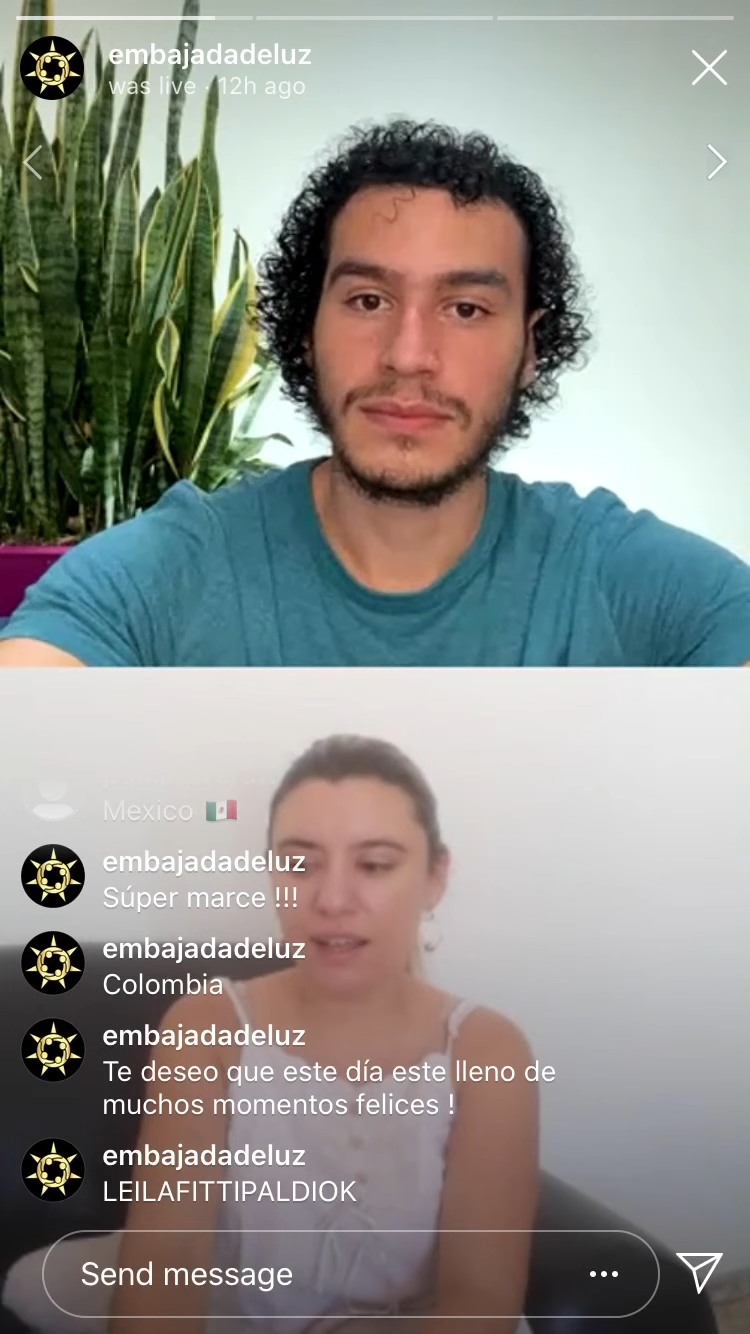 embajadadeluz
was live · 12h ago
Mexico 🇲🇽
embajadadeluz
Súper marce !!!
embajadadeluz
Colombia
embajadadeluz
Te deseo que este día este lleno de
muchos momentos felices !
embajadadeluz
LEILAFITTIPALDIOK
Send message